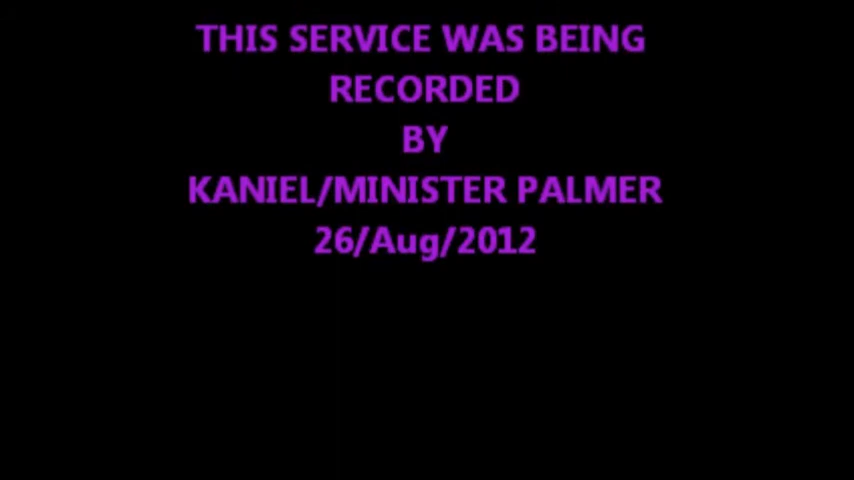 THIS SERVICE WAS BEING
RECORDED
BY
KANIEL/MINISTER PALMER
26/Aug/2012